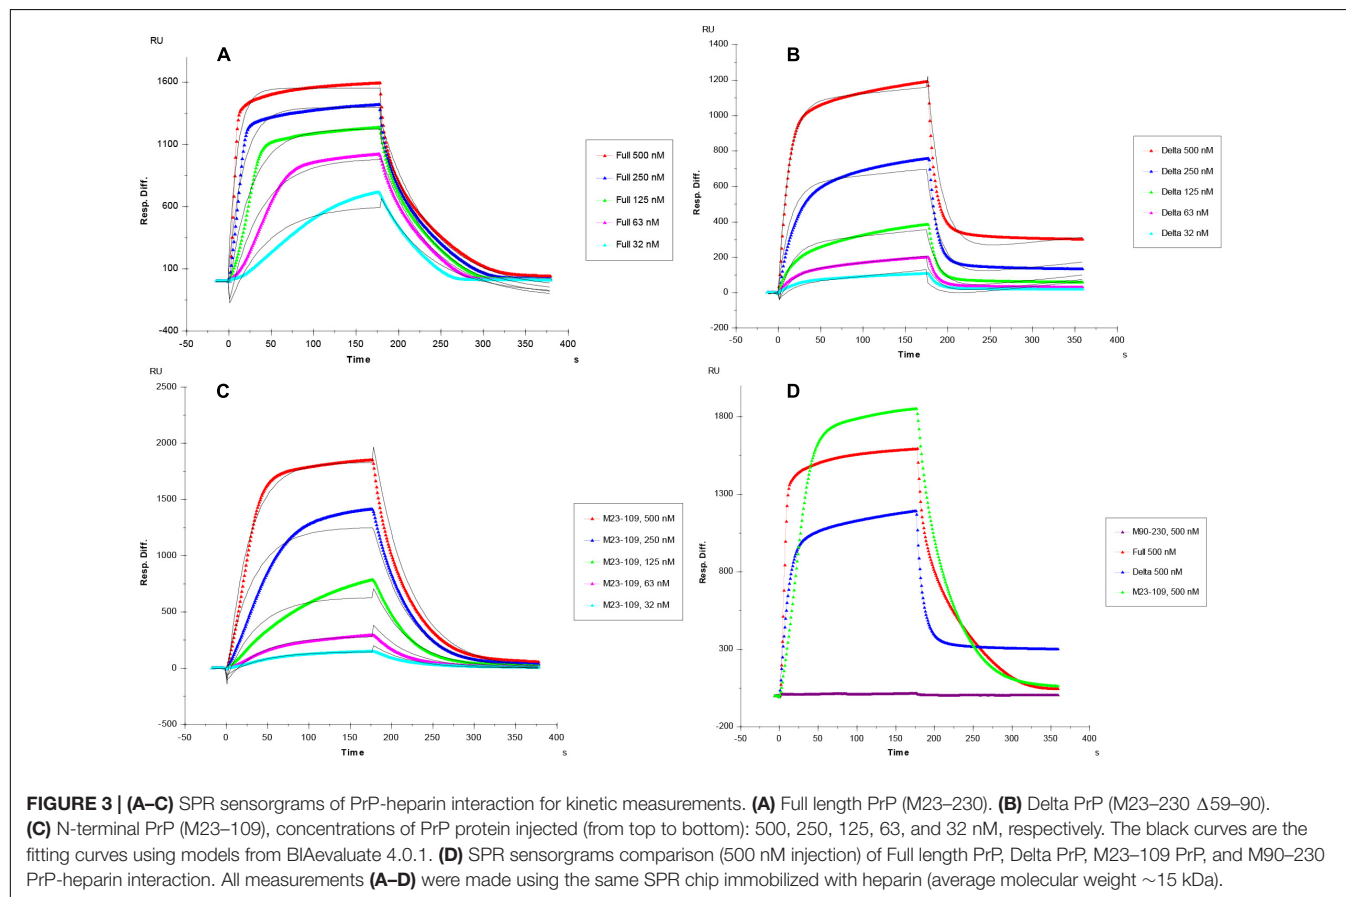 RU
A
1600
1100
600
100
-400
Resp. Diff.
-50 0 50 100 150 200 250 300 350 400
Time s
Full 500 nM
Full 250 nM
Full 125 nM
Full 63 nM
Full 32 nM
RU
B
1400
1200
1000
800
600
400
200
0
-200
Resp. Diff.
-50 0 50 100 150 200 250 300 350 400
Time s
Delta 500 nM
Delta 250 nM
Delta 125 nM
Delta 63 nM
Delta 32 nM
RU
C
2500
2000
1500
1000
500
0
-500
Resp. Diff.
-50 0 50 100 150 200 250 300 350 400
Time s
M23-109, 500 nM
M23-109, 250 nM
M23-109, 125 nM
M23-109, 63 nM
M23-109, 32 nM
RU
D
1800
1300
800
300
-200
Resp. Diff.
-50 0 50 100 150 200 250 300 350 400
Time s
M90-230, 500 nM
Full 500 nM
Delta 500 nM
M23-109, 500 nM
FIGURE 3 | (A–C) SPR sensorgrams of PrP-heparin interaction for kinetic measurements. (A) Full length PrP (M23–230). (B) Delta PrP (M23–230 Δ59–90).
(C) N-terminal PrP (M23–109), concentrations of PrP protein injected (from top to bottom): 500, 250, 125, 63, and 32 nM, respectively. The black curves are the
fitting curves using models from BIAevaluate 4.0.1. (D) SPR sensorgrams comparison (500 nM injection) of Full length PrP, Delta PrP, M23–109 PrP, and M90–230
PrP-heparin interaction. All measurements (A–D) were made using the same SPR chip immobilized with heparin (average molecular weight ∼15 kDa).